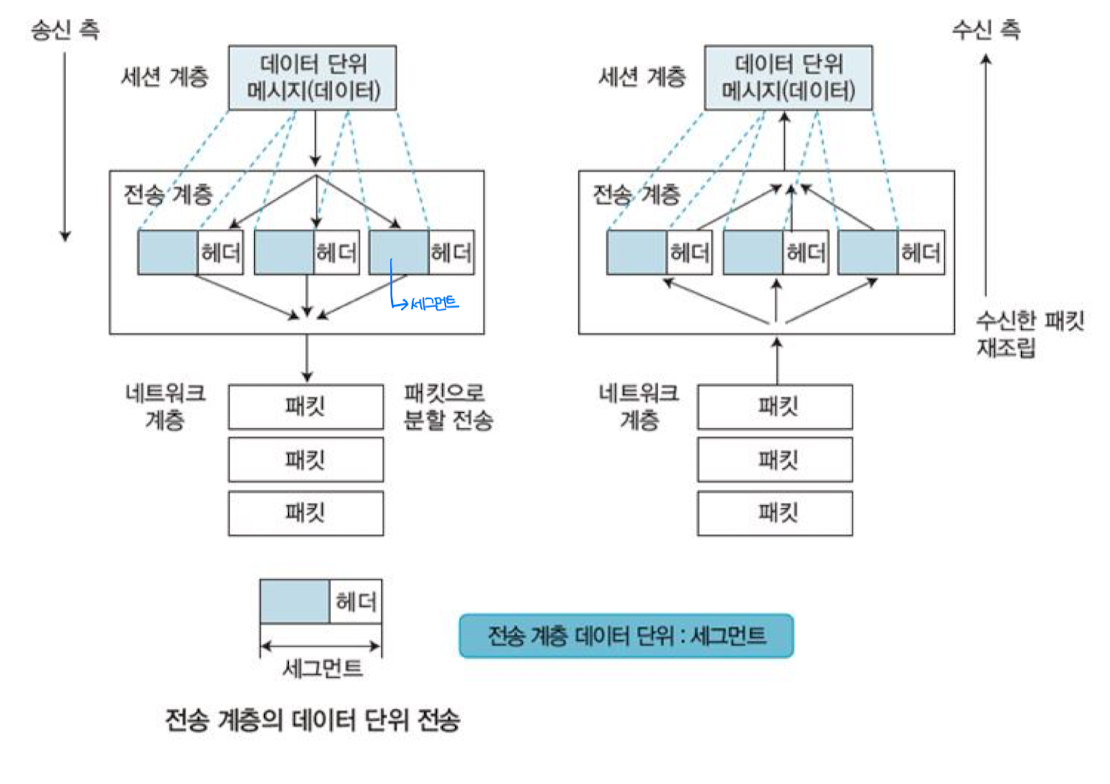 송신 측
수신 측
세션 계층
데이터 단위
메시지(데이터)
세션 계층
데이터 단위
메시지(데이터)
전송 계층
헤더
헤더
헤더
세그먼트
전송 계층
헤더
헤더
헤더
수신한 패킷
재조립
네트워크
계층
패킷
패킷
패킷
패킷으로
분할 전송
네트워크
계층
패킷
패킷
패킷
헤더
세그먼트
전송 계층 데이터 단위 : 세그먼트
전송 계층의 데이터 단위 전송